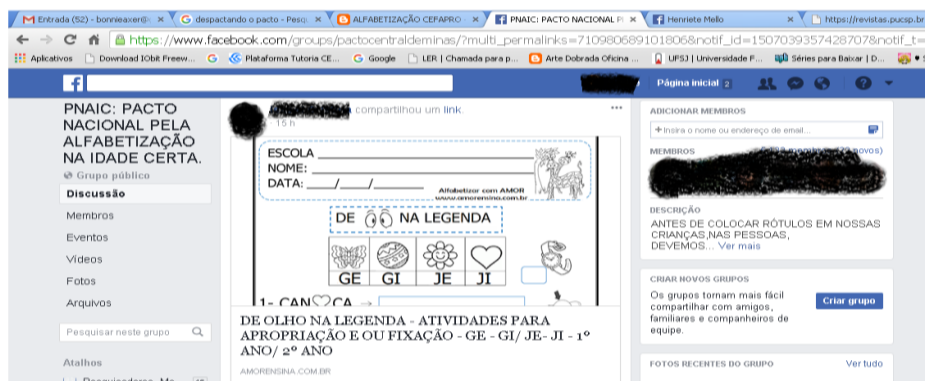 Entrada (52) - bonnieaxer@
despactando o pacto - Pesq
ALFABETIZAÇÃO CEFAPRO -
PNAIC: PACTO NACIONAL P
Henriete Mello
https://revistas.pucsp.br
https://www.facebook.com/groups/pactocentraldeminas/?multi_permalinks=710980689101806&notif_id=1507039357428707&notif_t=
Aplicativos
Download IObit Freew...
G
Plataforma Tutoria CE...
Google
LER | Chamada para p...
Arte Dobrada Oficina ...
UFSJ | Universidade F...
Séries para Baixar | D...
Página inicial 2
PNAIC: PACTO
NACIONAL PELA
ALFABETIZAÇÃO
NA IDADE CERTA.
Grupo público
Discussão
Membros
Eventos
Vídeos
Fotos
Arquivos
Pesquisar neste grupo
Atalhos
compartilhou um link.
15 h
ESCOLA
NOME:
DATA: ___/___/___
Alfabetizar com AMOR
www.amorensina.com.br
DE NA LEGENDA
GE GI JE JI
1- CAN CA →
DE OLHO NA LEGENDA - ATIVIDADES PARA
APROPRIAÇÃO E OU FIXAÇÃO - GE - GI/ JE- JI - 1º
ANO/ 2º ANO
AMORENSINA.COM.BR
ADICIONAR MEMBROS
+ Insira o nome ou endereço de email...
MEMBROS
novos)
DESCRIÇÃO
ANTES DE COLOCAR RÓTULOS EM NOSSAS
CRIANÇAS,NAS PESSOAS,
DEVEMOS... Ver mais
CRIAR NOVOS GRUPOS
Os grupos tornam mais fácil
compartilhar com amigos,
familiares e companheiros de
equipe.
Criar grupo
FOTOS RECENTES DO GRUPO
Ver tudo